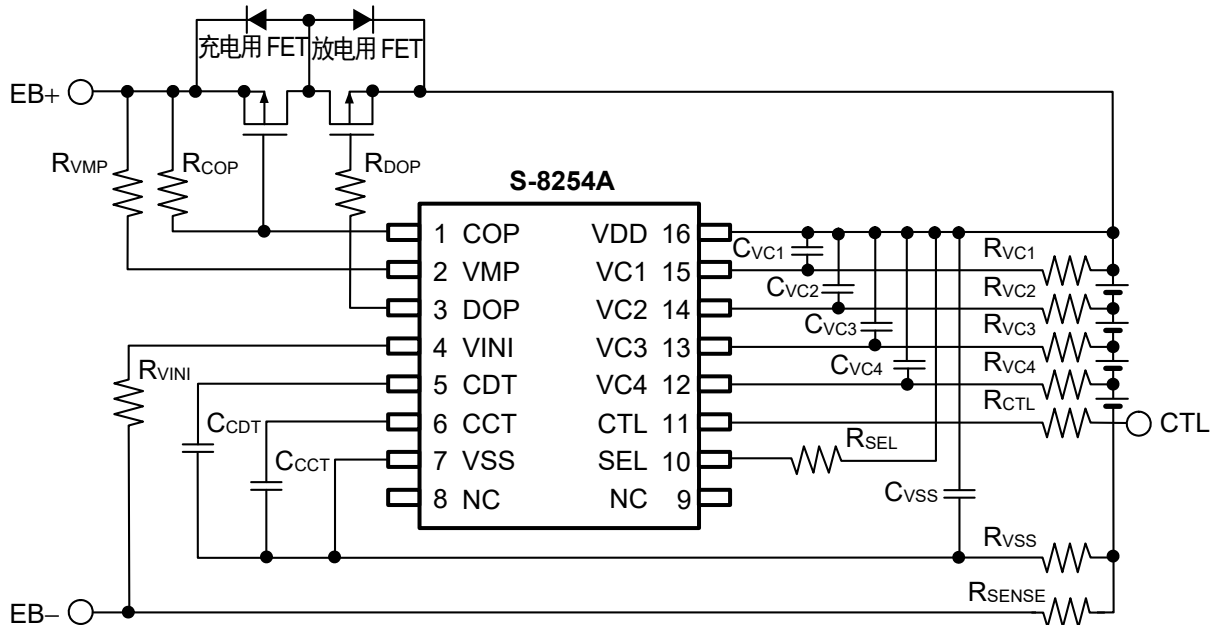 充电用 FET 放电用 FET
EB+
RVMP RCOP RDOP
S-8254A
1 COP VDD 16
2 VMP VC1 15
3 DOP VC2 14
4 VINI VC3 13
5 CDT VC4 12
6 CCT CTL 11
7 VSS SEL 10
8 NC NC 9
CVC1
CVC2
CVC3
CVC4
RVC1
RVC2
RVC3
RVC4
RCTL
CTL
RSEL
RVINI
CCDT
CCCT
CVSS
RVSS
RSENSE
EB−